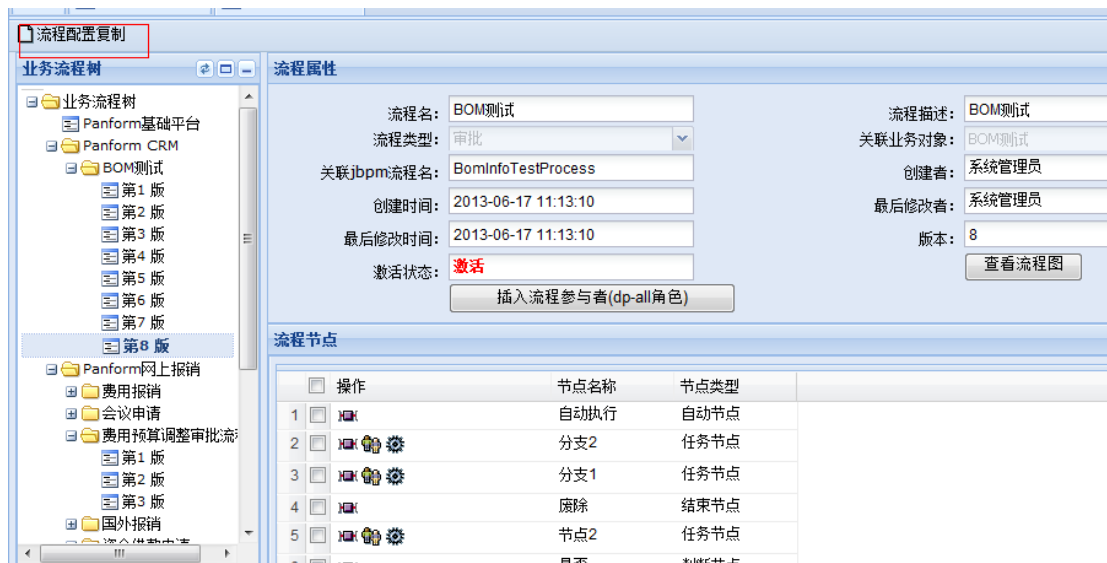 流程配置复制
业务流程树
业务流程树
Panform基础平台
Panform CRM
BOM测试
第1 版
第2 版
第3 版
第4 版
第5 版
第6 版
第7 版
第8 版
Panform网上报销
费用报销
会议申请
费用预算调整审批流
第1 版
第2 版
第3 版
国外报销
流程属性
流程名: BOM测试 流程描述: BOM测试
流程类型: 审批 关联业务对象: BOM测试
关联jbpm流程名: BomInfoTestProcess 创建者: 系统管理员
创建时间: 2013-06-17 11:13:10 最后修改者: 系统管理员
最后修改时间: 2013-06-17 11:13:10 版本: 8
激活状态: 激活 查看流程图
插入流程参与者(dp-all角色)
流程节点
操作 节点名称 节点类型
1 自动执行 自动节点
2 分支2 任务节点
3 分支1 任务节点
4 废除 结束节点
5 节点2 任务节点